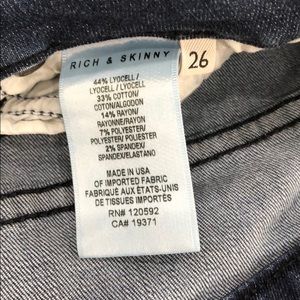 RICH & SKINNY
26
44% LYOCELL/
LYOCELL / LYOCELL
33% COTTON/
COTON/ALGODON
14% RAYON/
RAYONNE/RAYON
7% POLYESTER/
POLYESTER/POLIESTER
2% SPANDEX/
SPANDEX/ELASTANO
MADE IN USA
OF IMPORTED FABRIC
FABRIQUÉ AUX ÉTATS-UNIS
DE TISSUES IMPORTÉS
RN# 120592
CA# 19371